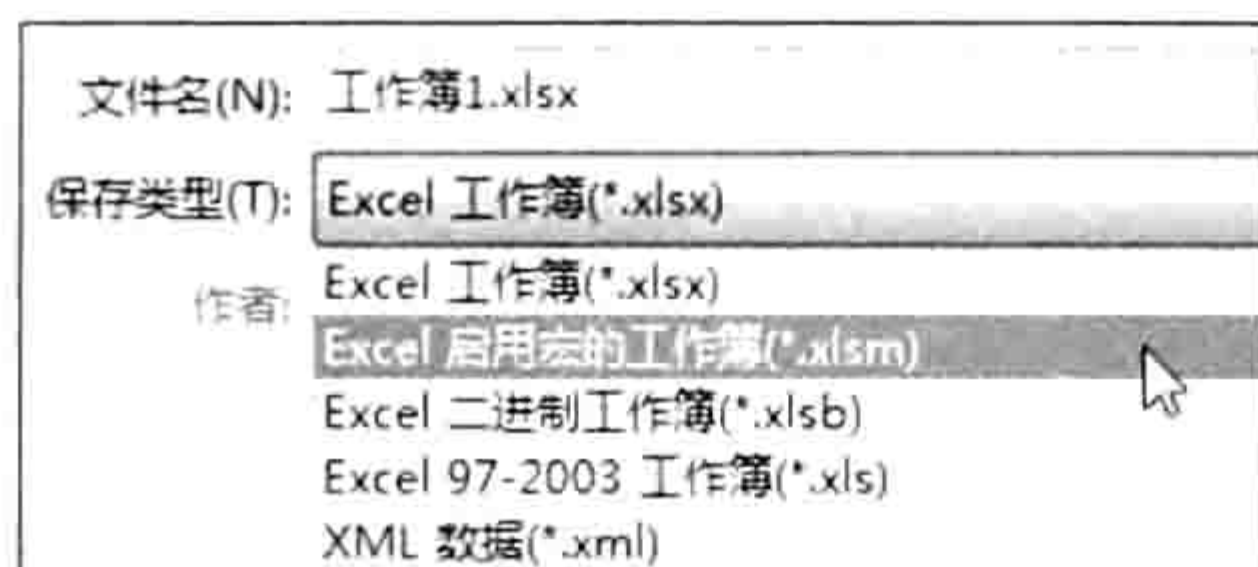 文件名(N): 工作簿1.xlsx
保存类型(T): Excel 工作簿(*.xlsx)
作者: Excel 工作簿(*.xlsx)
Excel 启用宏的工作簿(*.xlsm)
Excel 二进制工作簿(*.xlsb)
Excel 97-2003 工作簿(*.xls)
XML 数据(*.xml)